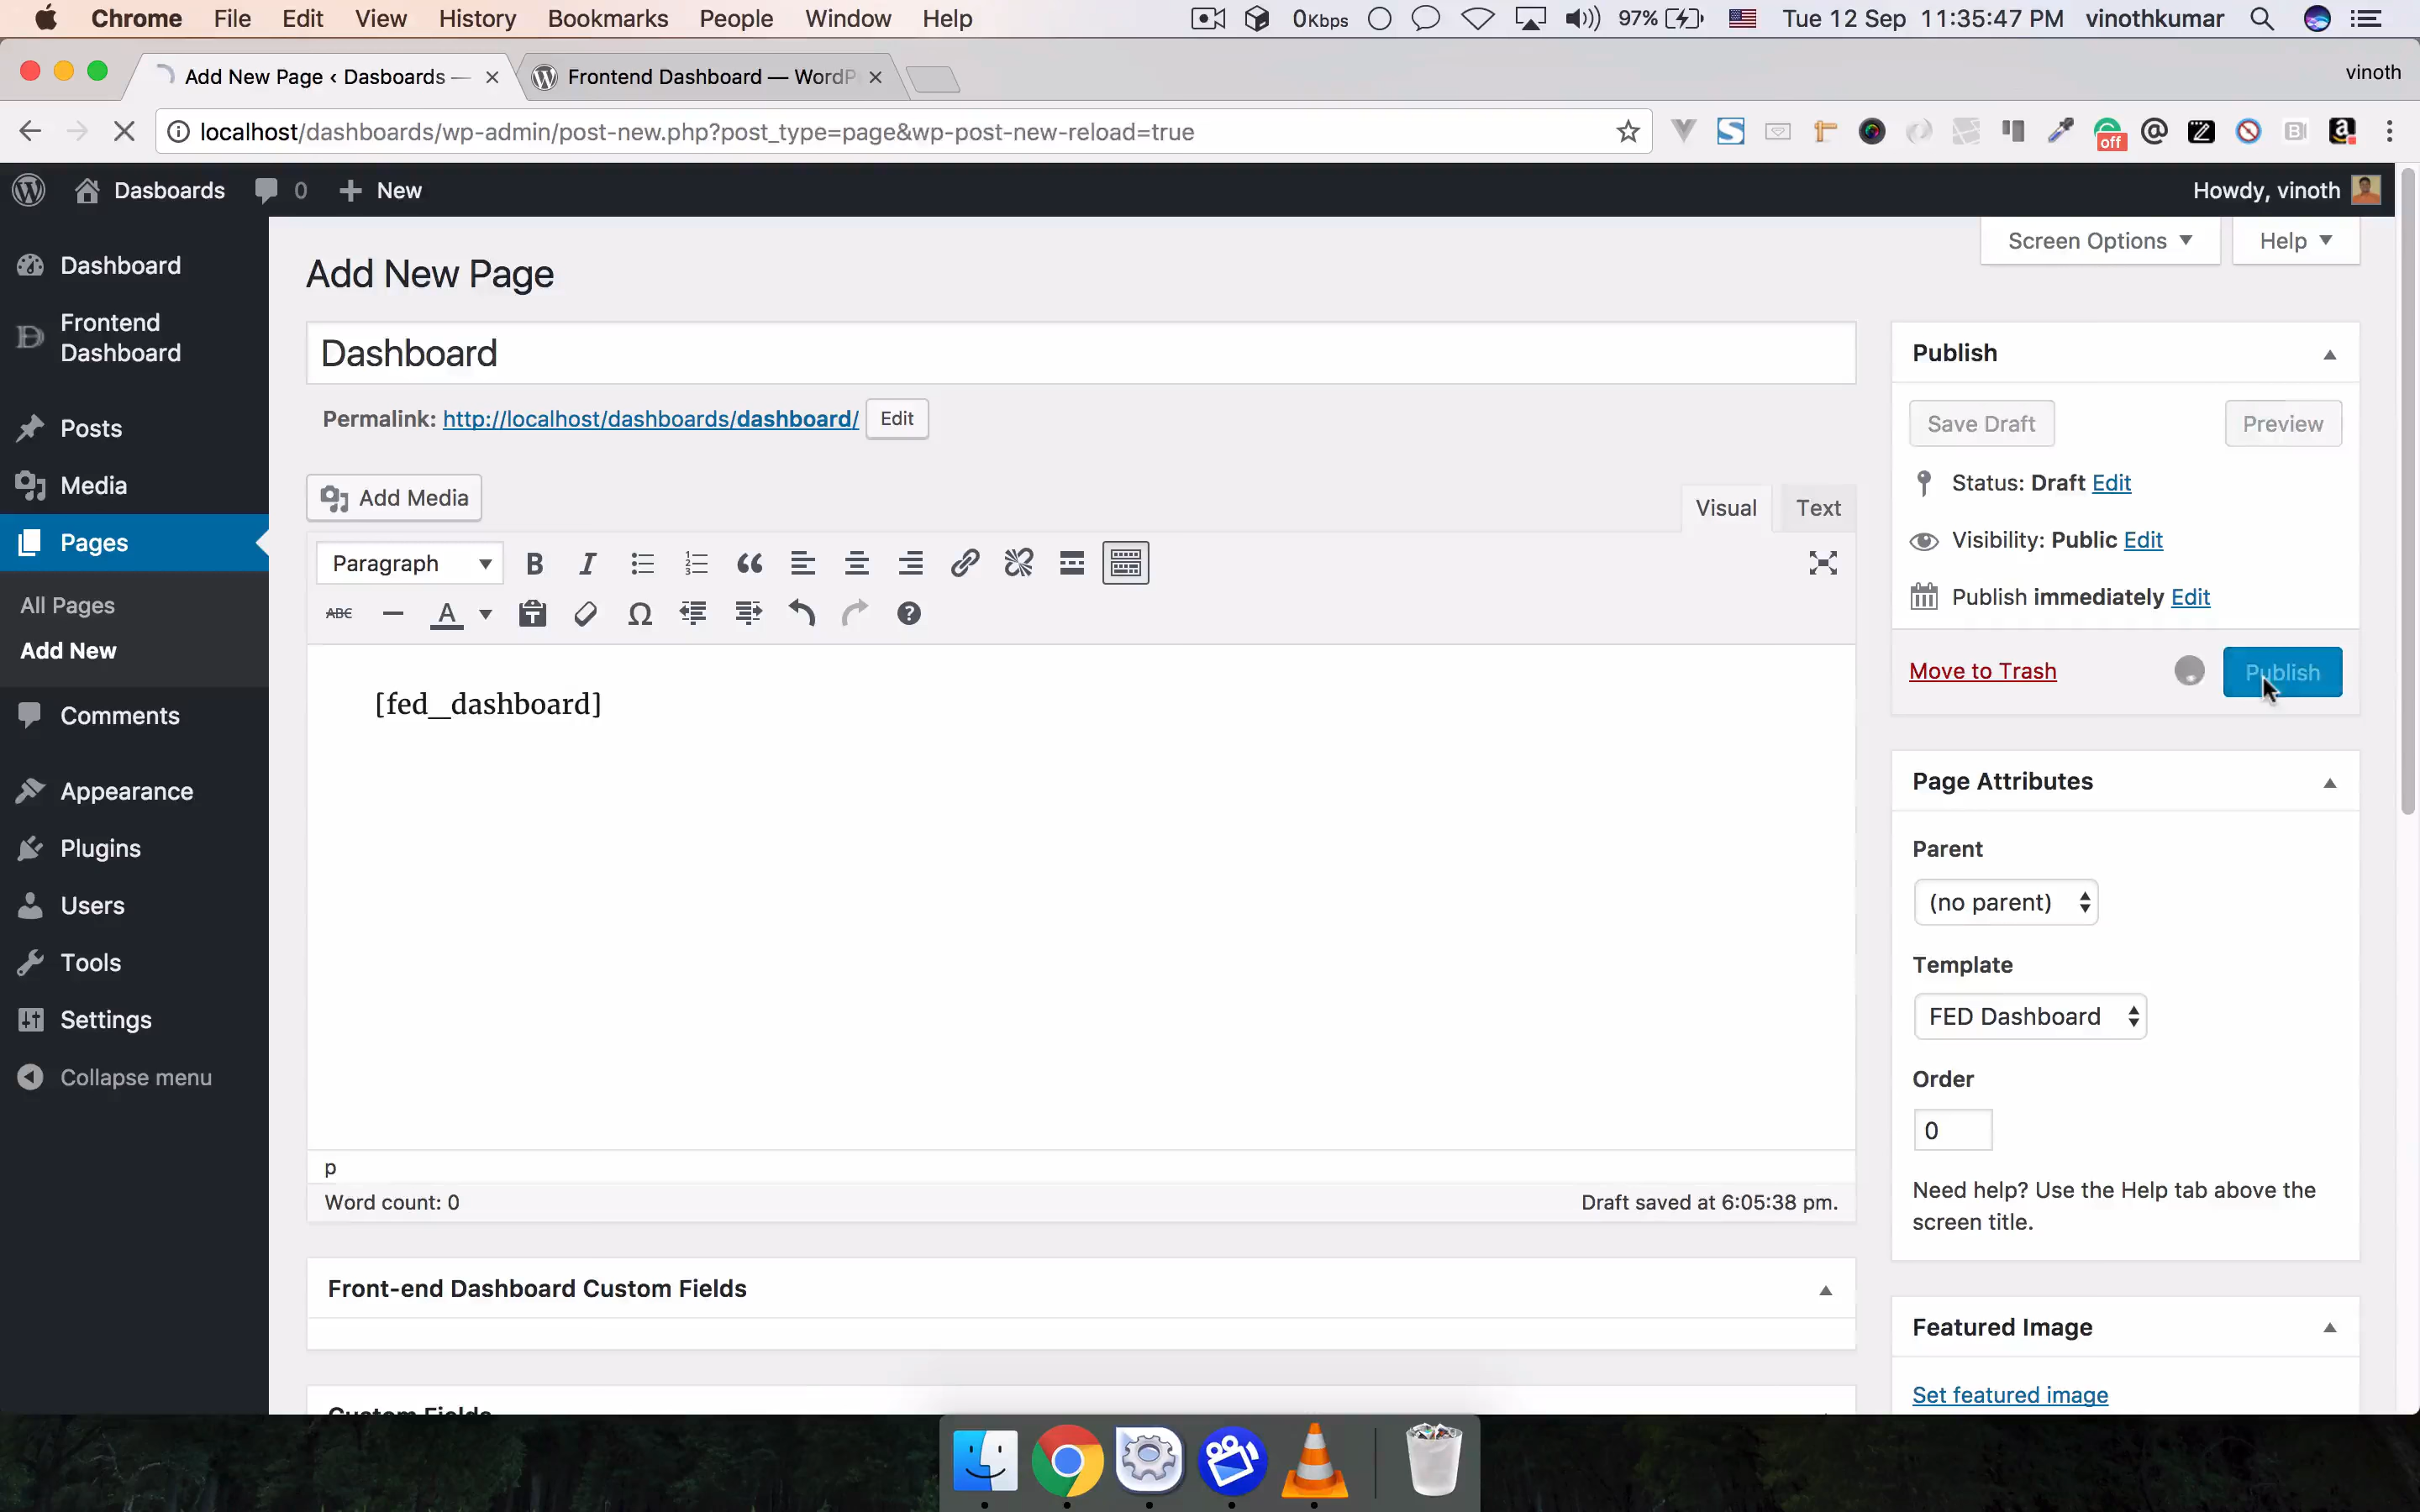 Chrome File Edit View History Bookmarks People Window Help 0Kbps 97% Tue 12 Sep 11:35:47 PM vinothkumar
Add New Page ‹ Dasboards — Frontend Dashboard — WordP vinoth
localhost/dashboards/wp-admin/post-new.php?post_type=page&wp-post-new-reload=true off
Dasboards 0 New Howdy, vinoth
Screen Options Help
Dashboard
Frontend
Dashboard
Posts
Media
Pages
All Pages
Add New
Comments
Appearance
Plugins
Users
Tools
Settings
Collapse menu
Add New Page
Dashboard
Permalink: http://localhost/dashboards/dashboard/ Edit
Add Media
Visual Text
Paragraph
ABC
[fed_dashboard]
p
Word count: 0 Draft saved at 6:05:38 pm.
Front-end Dashboard Custom Fields
Custom Fields
Publish
Save Draft Preview
Status: Draft Edit
Visibility: Public Edit
Publish immediately Edit
Move to Trash Publish
Page Attributes
Parent
(no parent)
Template
FED Dashboard
Order
0
Need help? Use the Help tab above the
screen title.
Featured Image
Set featured image